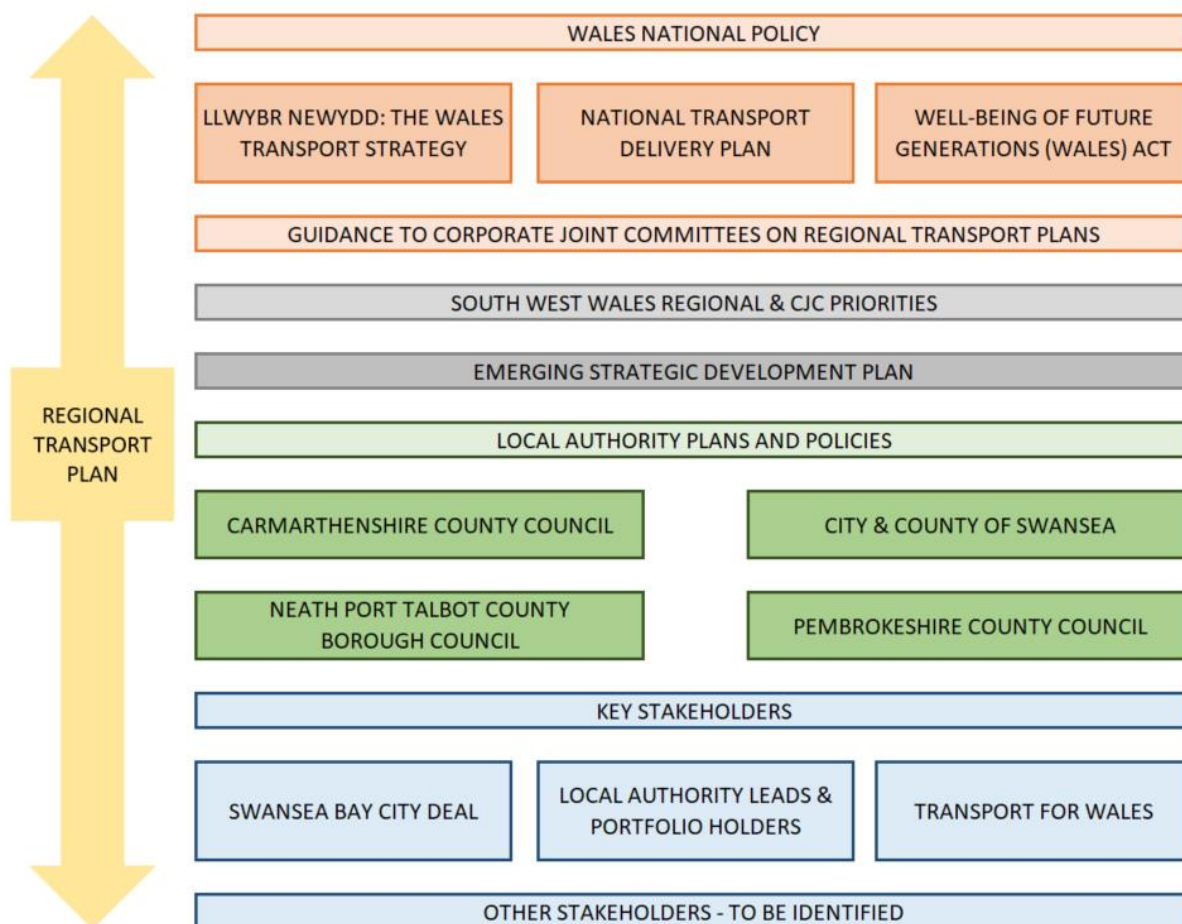 WALES NATIONAL POLICY
LLWYBR NEWYDD: THE WALES
TRANSPORT STRATEGY
NATIONAL TRANSPORT
DELIVERY PLAN
WELL-BEING OF FUTURE
GENERATIONS (WALES) ACT
GUIDANCE TO CORPORATE JOINT COMMITTEES ON REGIONAL TRANSPORT PLANS
SOUTH WEST WALES REGIONAL & CJC PRIORITIES
EMERGING STRATEGIC DEVELOPMENT PLAN
REGIONAL
TRANSPORT
PLAN
LOCAL AUTHORITY PLANS AND POLICIES
CARMARTHENSHIRE COUNTY COUNCIL
CITY & COUNTY OF SWANSEA
NEATH PORT TALBOT COUNTY
BOROUGH COUNCIL
PEMBROKESHIRE COUNTY COUNCIL
KEY STAKEHOLDERS
SWANSEA BAY CITY DEAL
LOCAL AUTHORITY LEADS &
PORTFOLIO HOLDERS
TRANSPORT FOR WALES
OTHER STAKEHOLDERS - TO BE IDENTIFIED